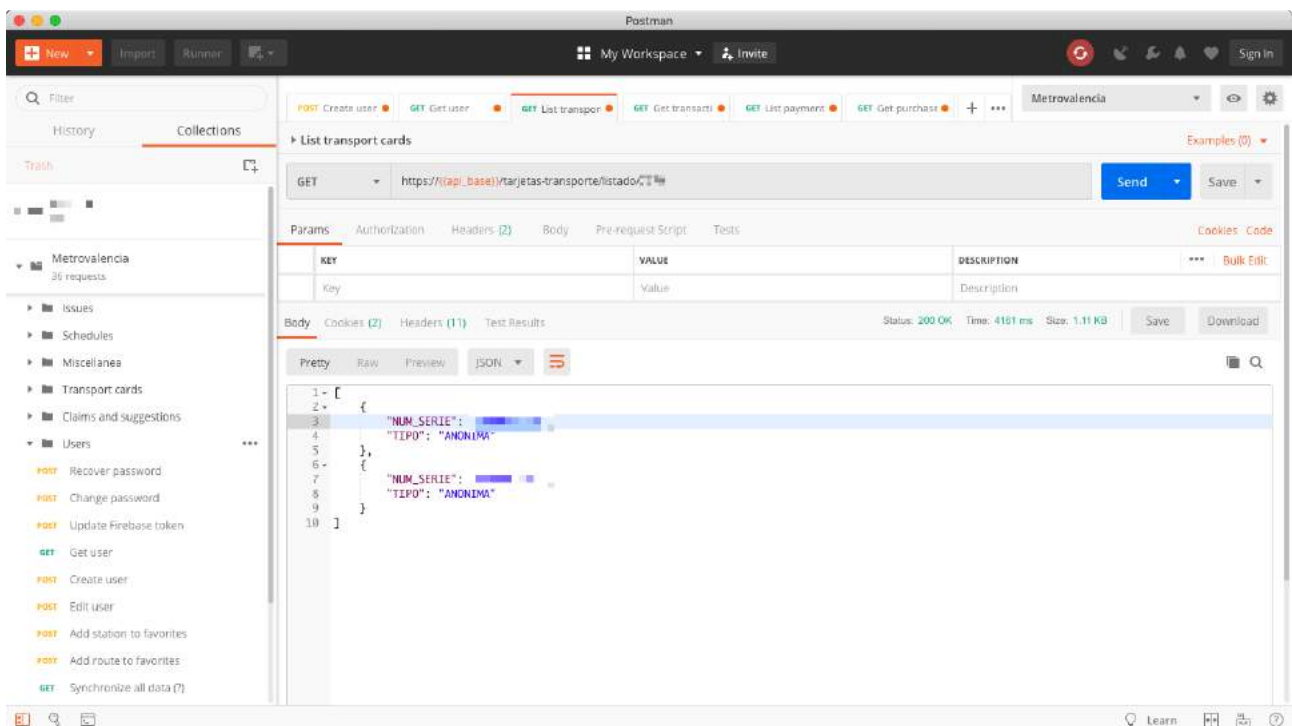 Postman
New Import Runner My Workspace Invite Sign In
Filter
History Collections
Trash
Metrovalencia
36 requests
Issues
Schedules
Miscellanea
Transport cards
Claims and suggestions
Users
POST Recover password
POST Change password
POST Update Firebase token
GET Get user
POST Create user
POST Edit user
POST Add station to favorites
POST Add route to favorites
GET Synchronize all data (?)
POST Create user GET Get user GET List transpor GET Get transacti GET List payment GET Get purchase + ••• Metrovalencia
List transport cards Examples (0)
GET https://{{api_base}}/tarjetas-transporte/listado/
Send Save
Params Authorization Headers (2) Body Pre-request Script Tests Cookies Code
KEY VALUE DESCRIPTION ••• Bulk Edit
Key Value Description
Body Cookies (2) Headers (11) Test Results Status: 200 OK Time: 4161 ms Size: 1.11 KB Save Download
Pretty Raw Preview JSON
1 [
2 {
3 "NUM_SERIE":
4 "TIPO": "ANONIMA"
5 },
6 {
7 "NUM_SERIE":
8 "TIPO": "ANONIMA"
9 }
10 ]
Learn